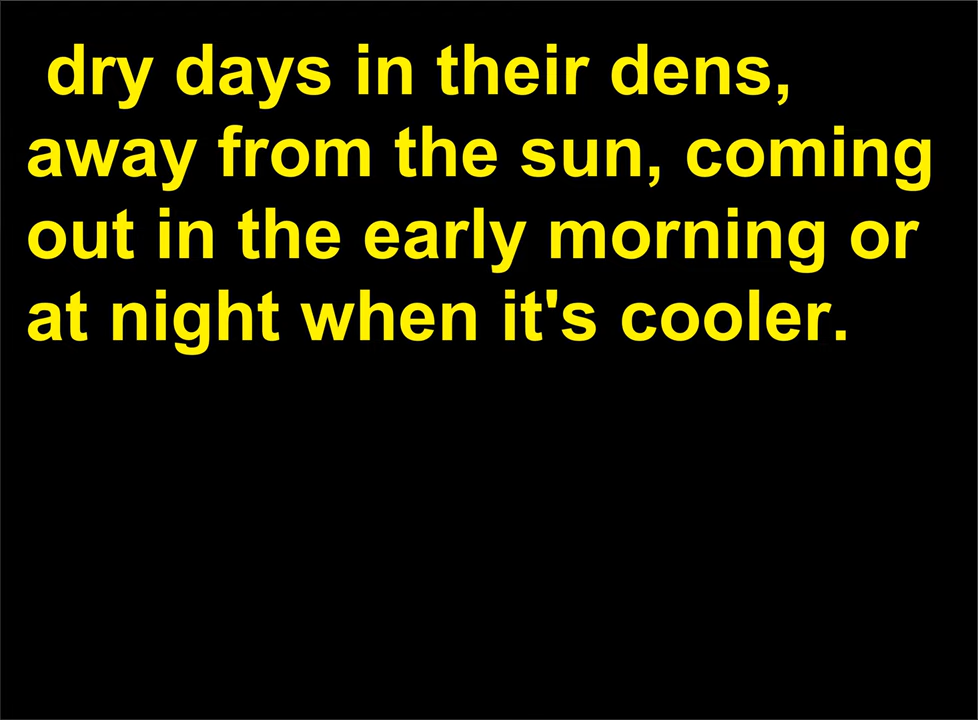 dry days in their dens,
away from the sun, coming
out in the early morning or
at night when it's cooler.